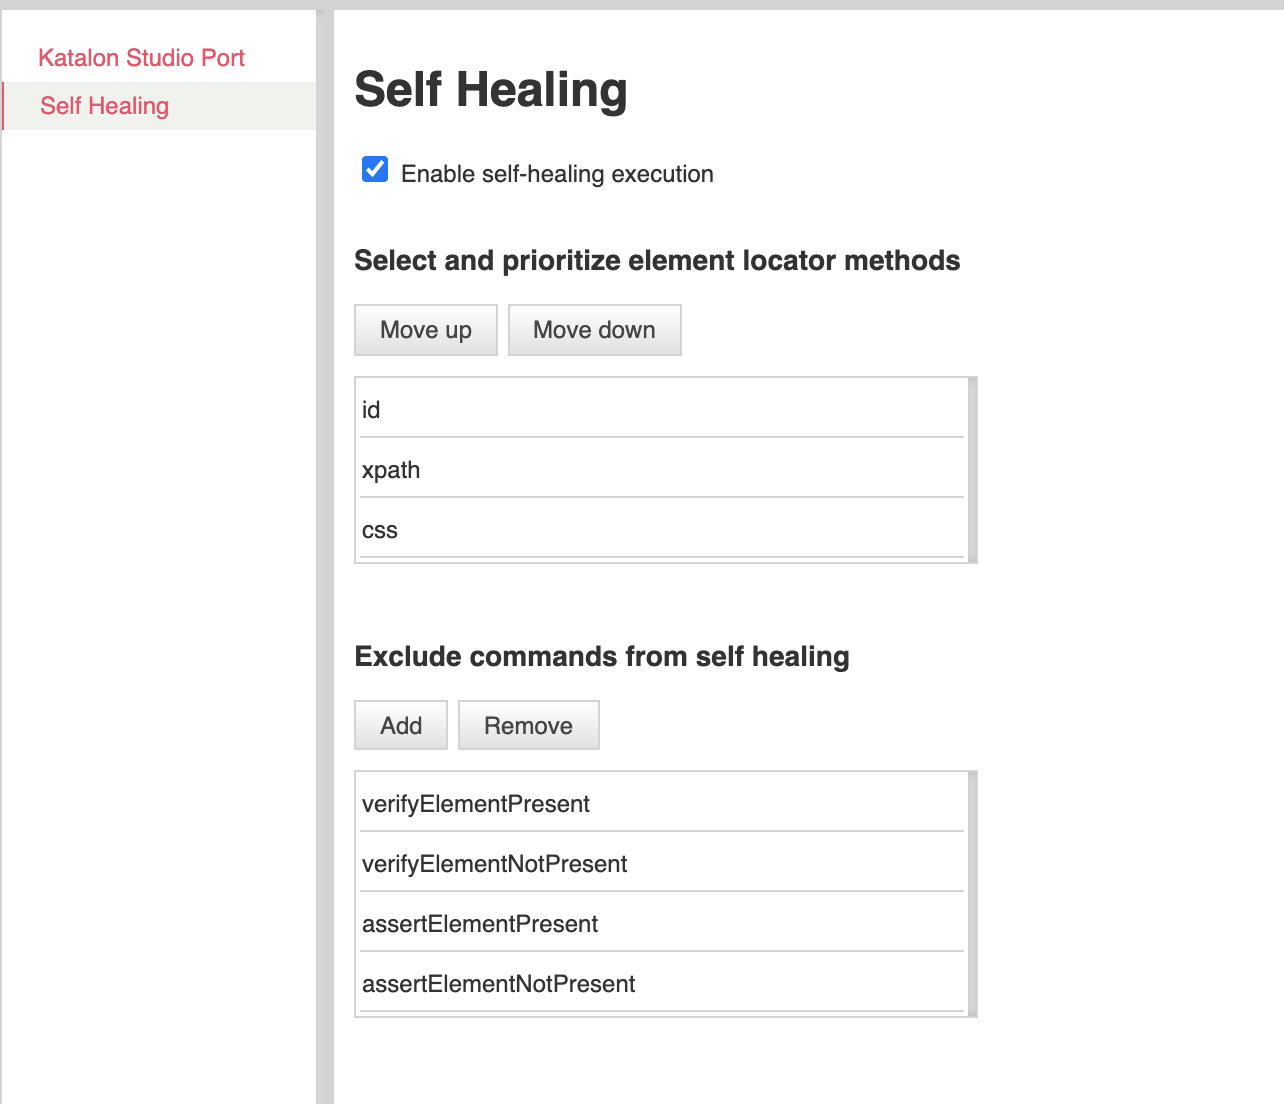 Katalon Studio Port
Self Healing
Self Healing
Enable self-healing execution
Select and prioritize element locator methods
Move up Move down
id
xpath
css
Exclude commands from self healing
Add Remove
verifyElementPresent
verifyElementNotPresent
assertElementPresent
assertElementNotPresent